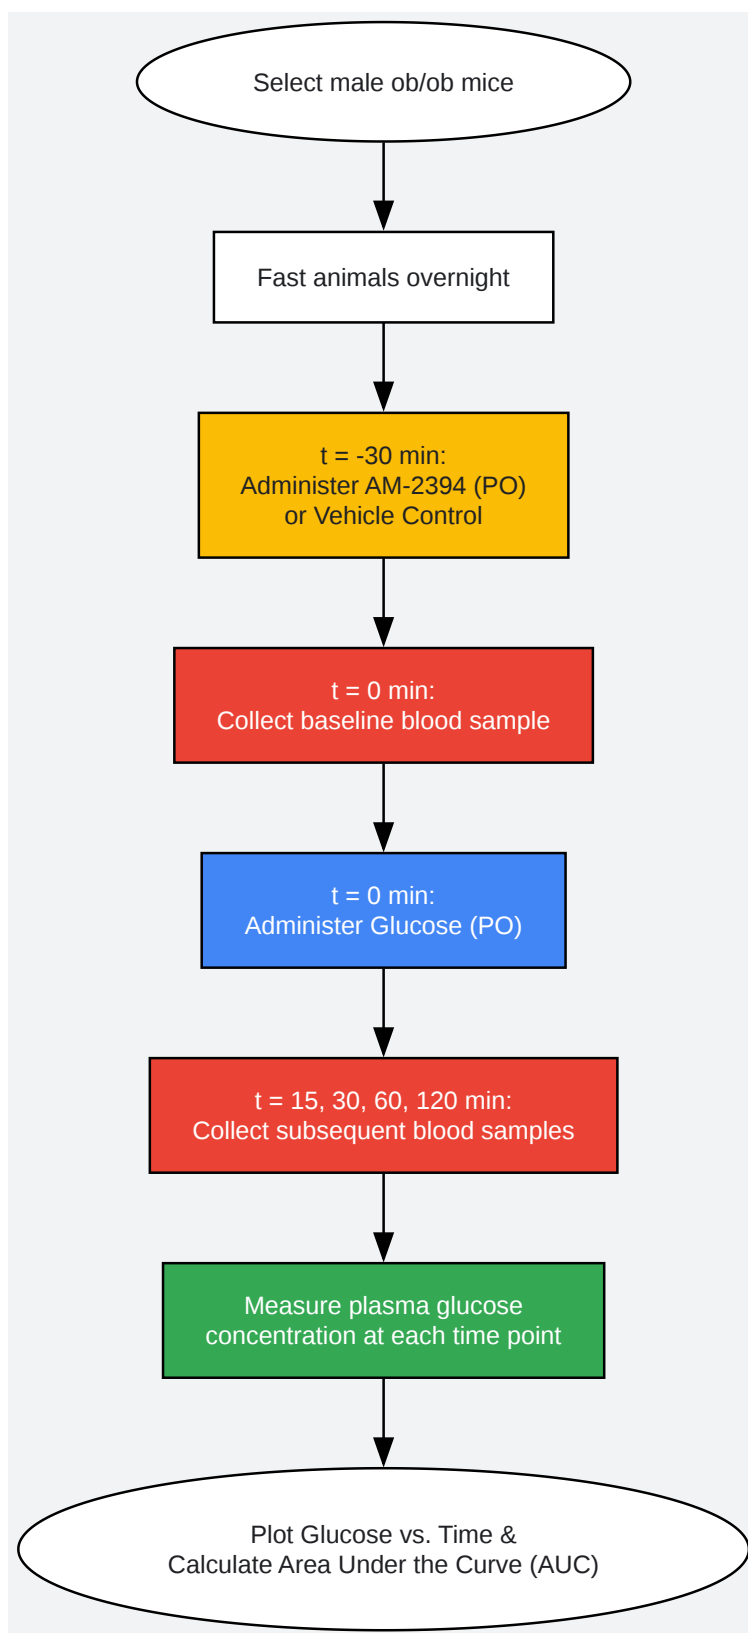 Select male ob/ob mice
Fast animals overnight
t = -30 min:
Administer AM-2394 (PO)
or Vehicle Control
t = 0 min:
Collect baseline blood sample
t = 0 min:
Administer Glucose (PO)
t = 15, 30, 60, 120 min:
Collect subsequent blood samples
Measure plasma glucose
concentration at each time point
Plot Glucose vs. Time &
Calculate Area Under the Curve (AUC)